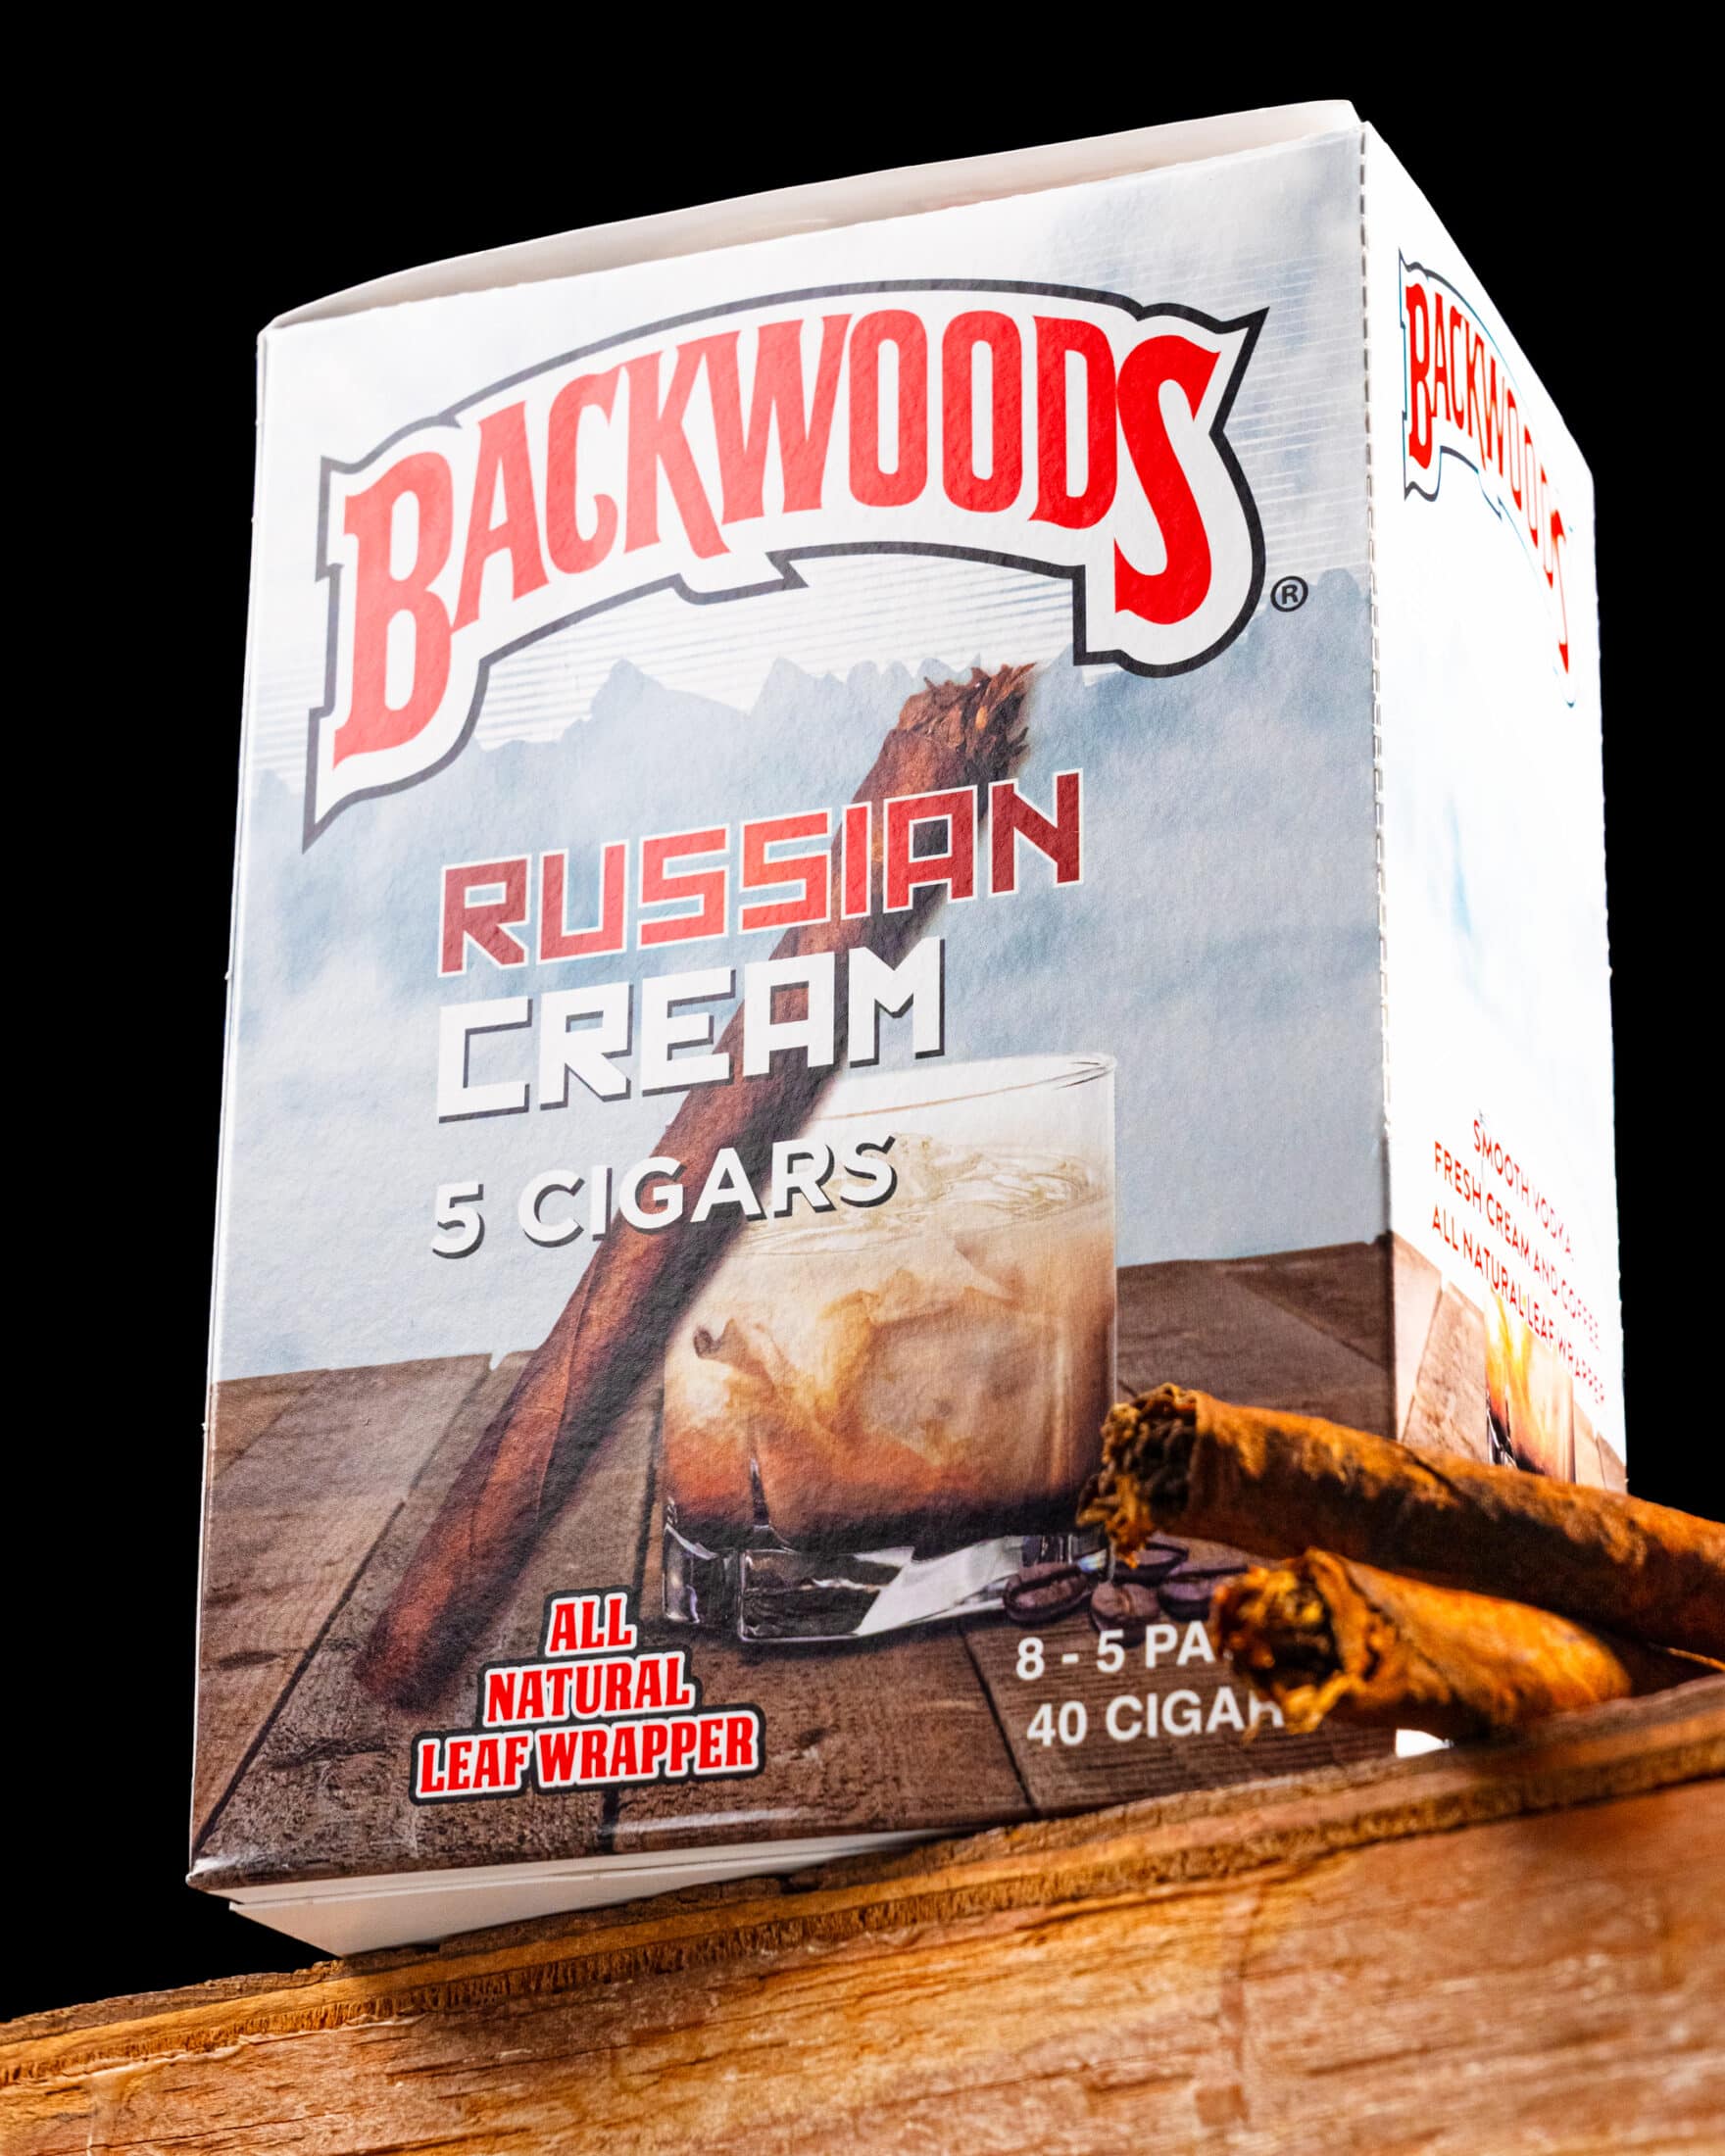 BACKWOODS®
RUSSIAN
CREAM
5 CIGARS
ALL
NATURAL
LEAF WRAPPER
8 - 5 PA
40 CIGAR
BACKWOODS
SMOOTH VODKA,
FRESH CREAM AND COFFEE.
ALL NATURAL LEAF WRAPPER